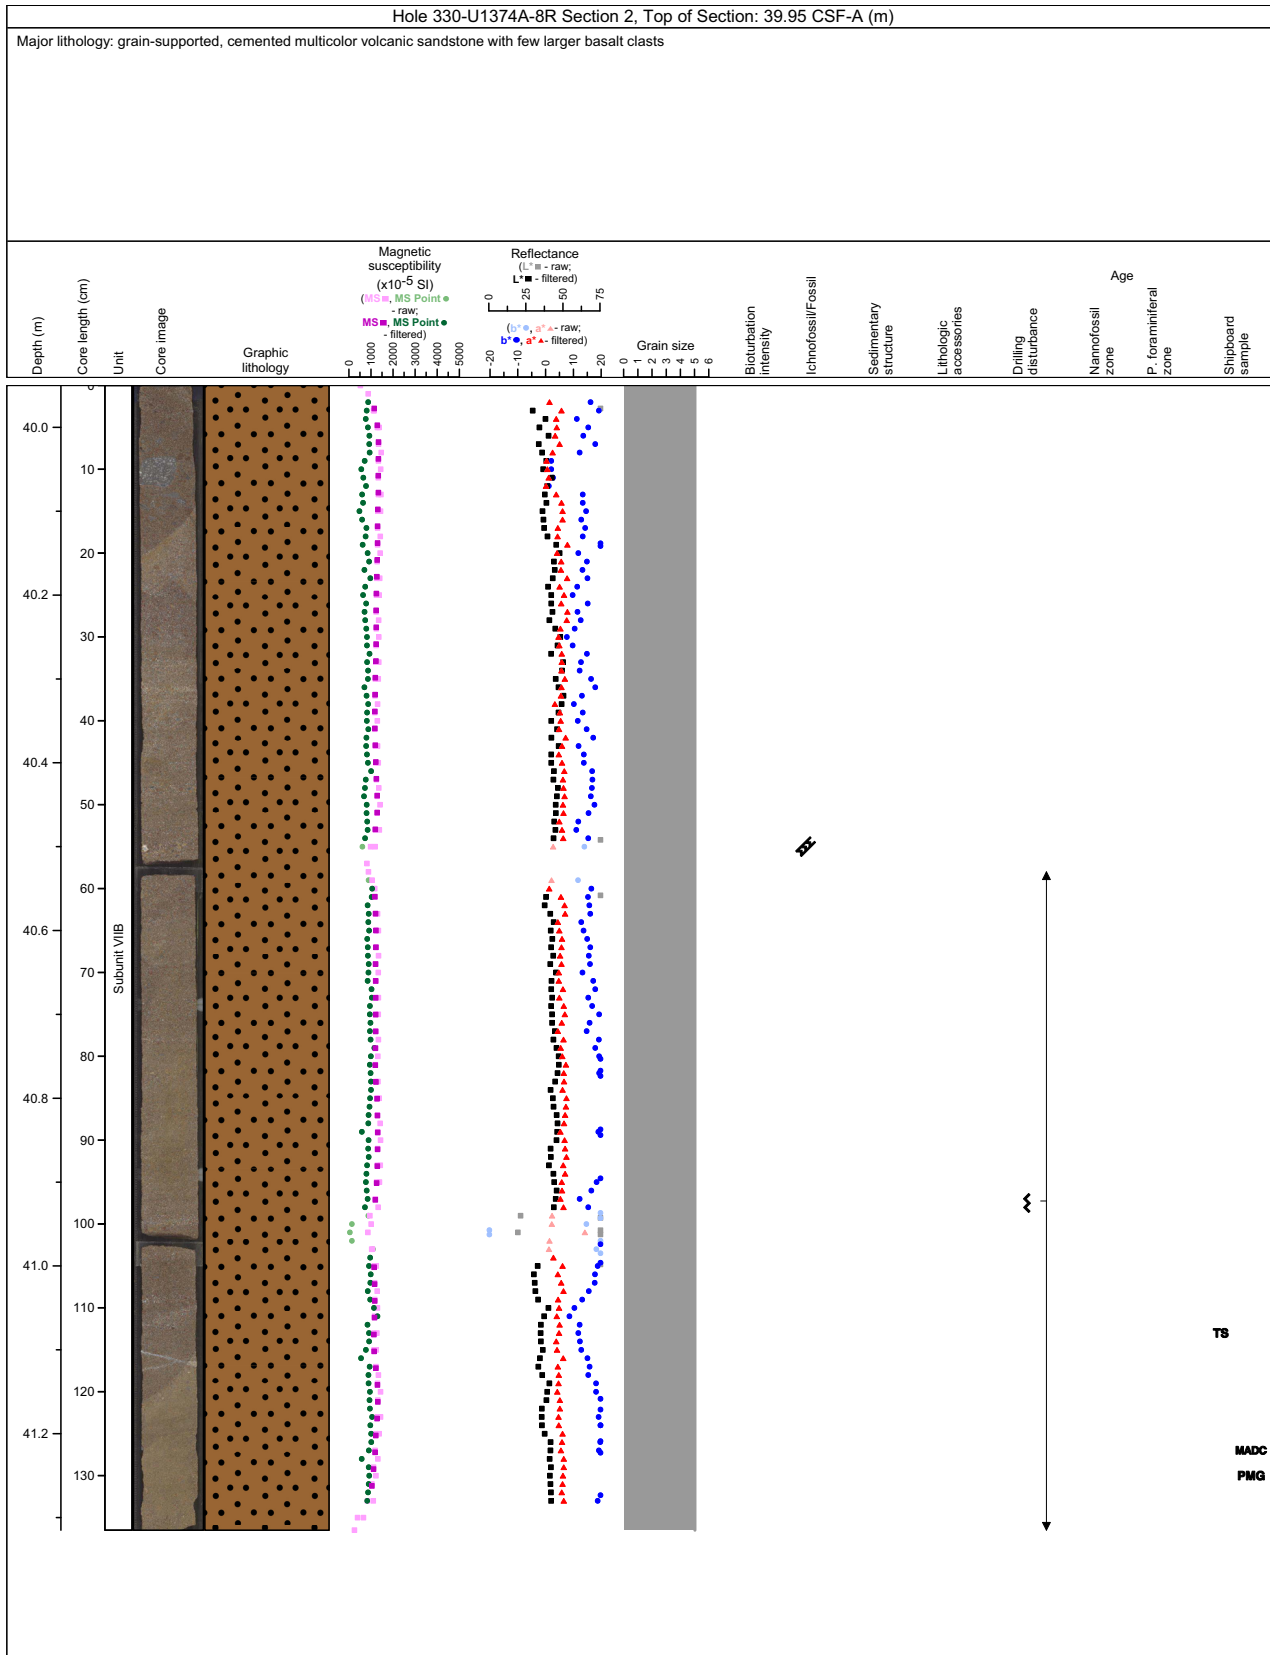 Hole 330-U1374A-8R Section 2, Top of Section: 39.95 CSF-A (m)
Major lithology: grain-supported, cemented multicolor volcanic sandstone with few larger basalt clasts
Depth (m)
Core length (cm)
Unit
Core image
Graphic
lithology
Magnetic
susceptibility
(x10-5 SI)
(MS, MS Point
- raw;
MS, MS Point
- filtered)
0 1000 2000 3000 4000 5000
Reflectance
(L* - raw;
L* - filtered)
0 25 50 75
(b*, a* - raw;
b*, a* - filtered)
-20 -10 0 10 20
Grain size
0 1 2 3 4 5 6
Bioturbation
intensity
Ichnofossil/Fossil
Sedimentary
structure
Lithologic
accessories
Drilling
disturbance
Age
Nannofossil
zone
P. foraminiferal
zone
Shipboard
sample
0
40.0
10
20
40.2
30
40
40.4
50
60
40.6
70
80
40.8
90
100
41.0
110
120
41.2
130
Subunit VIIB
TS
MADC
PMG